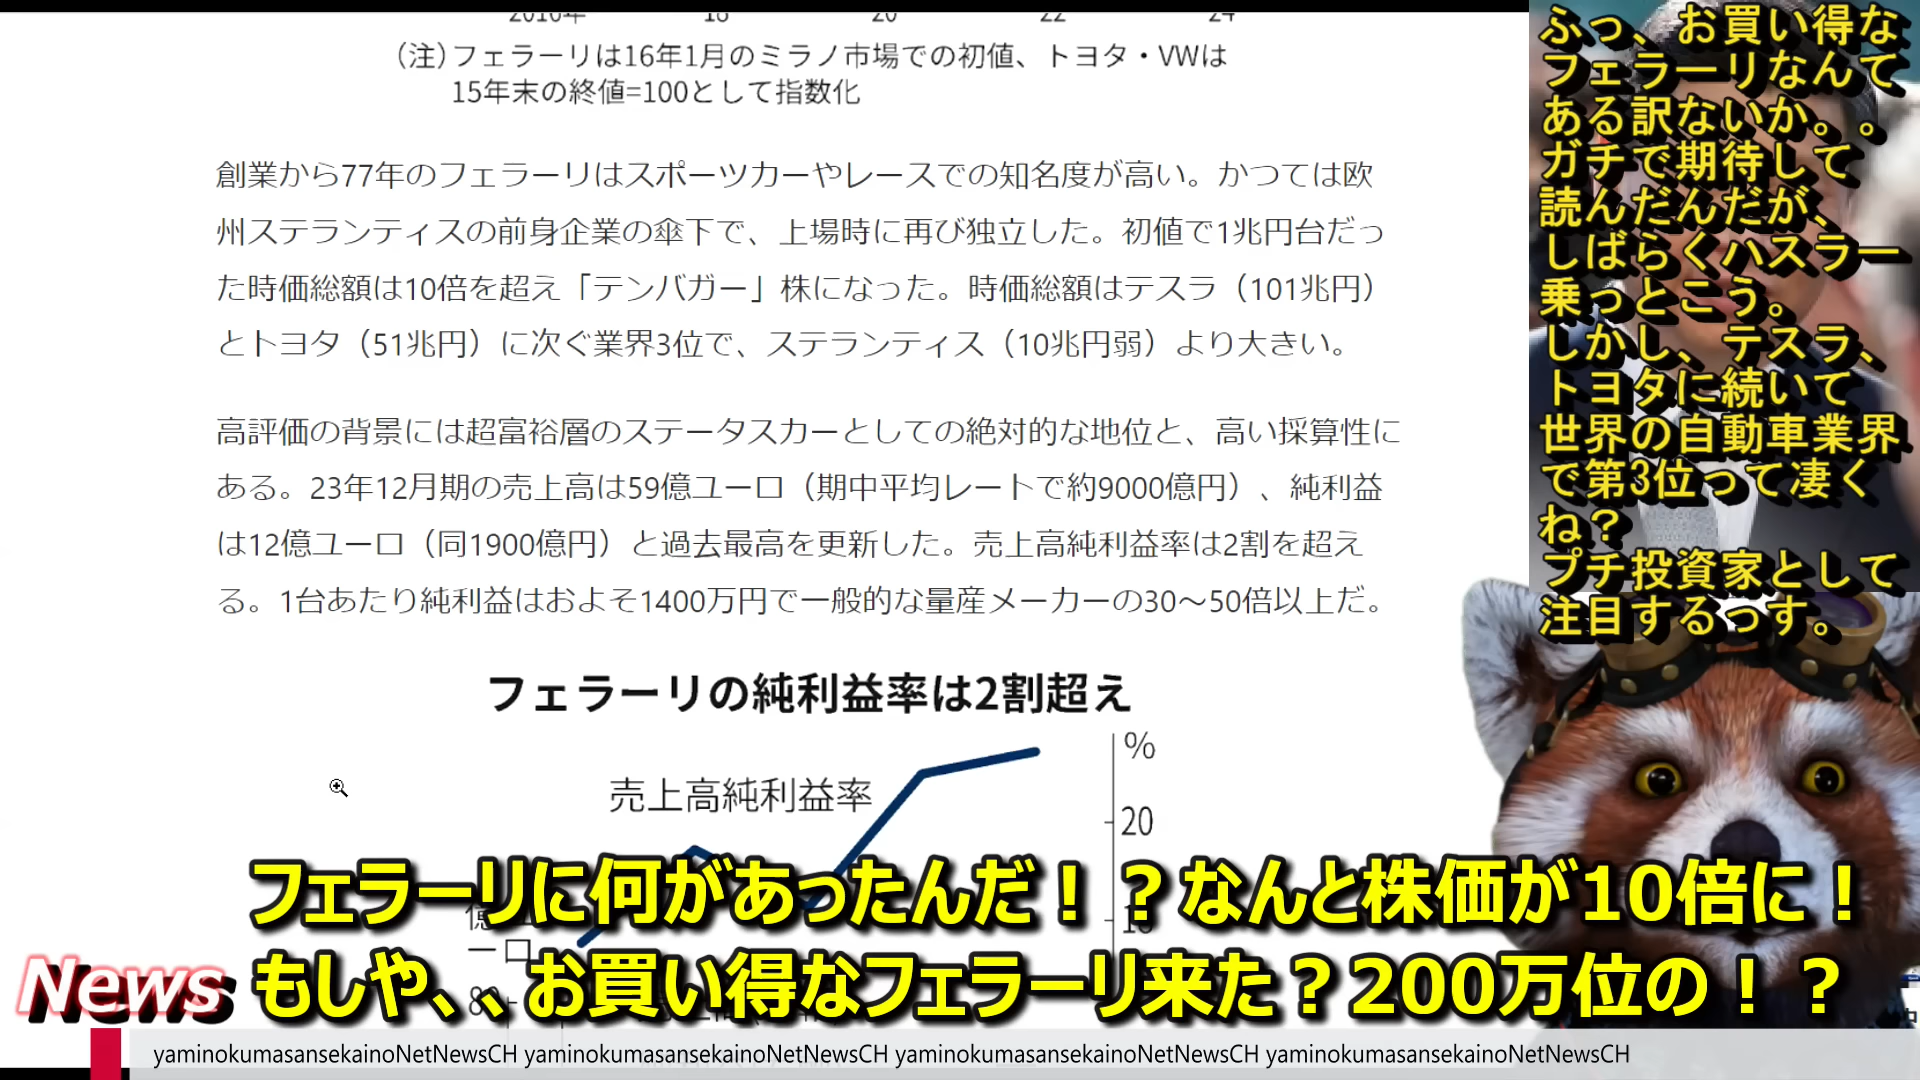 2016年 18 20 22 24
（注）フェラーリは16年1月のミラノ市場での初値、トヨタ・VWは
15年末の終値=100として指数化
創業から77年のフェラーリはスポーツカーやレースでの知名度が高い。かつては欧
州ステランティスの前身企業の傘下で、上場時に再び独立した。初値で1兆円台だっ
た時価総額は10倍を超え「テンバガー」株になった。時価総額はテスラ（101兆円）
とトヨタ（51兆円）に次ぐ業界3位で、ステランティス（10兆円弱）より大きい。
高評価の背景には超富裕層のステータスカーとしての絶対的な地位と、高い採算性に
ある。23年12月期の売上高は59億ユーロ（期中平均レートで約9000億円）、純利益
は12億ユーロ（同1900億円）と過去最高を更新した。売上高純利益率は2割を超え
る。1台あたり純利益はおよそ1400万円で一般的な量産メーカーの30～50倍以上だ。
フェラーリの純利益率は2割超え
%
売上高純利益率
20
ふっ、お買い得な
フェラーリなんて
ある訳ないか。。
ガチで期待して
読んだんだが、
しばらくハスラー
乗っとこう。
しかし、テスラ、
トヨタに続いて
世界の自動車業界
で第3位って凄く
ね？
プチ投資家として
注目するっす。
フェラーリに何があったんだ！？なんと株価が10倍に！
もしや、、お買い得なフェラーリ来た？200万位の！？
News
yaminokumasansekainoNetNewsCH yaminokumasansekainoNetNewsCH yaminokumasansekainoNetNewsCH yaminokumasansekainoNetNewsCH